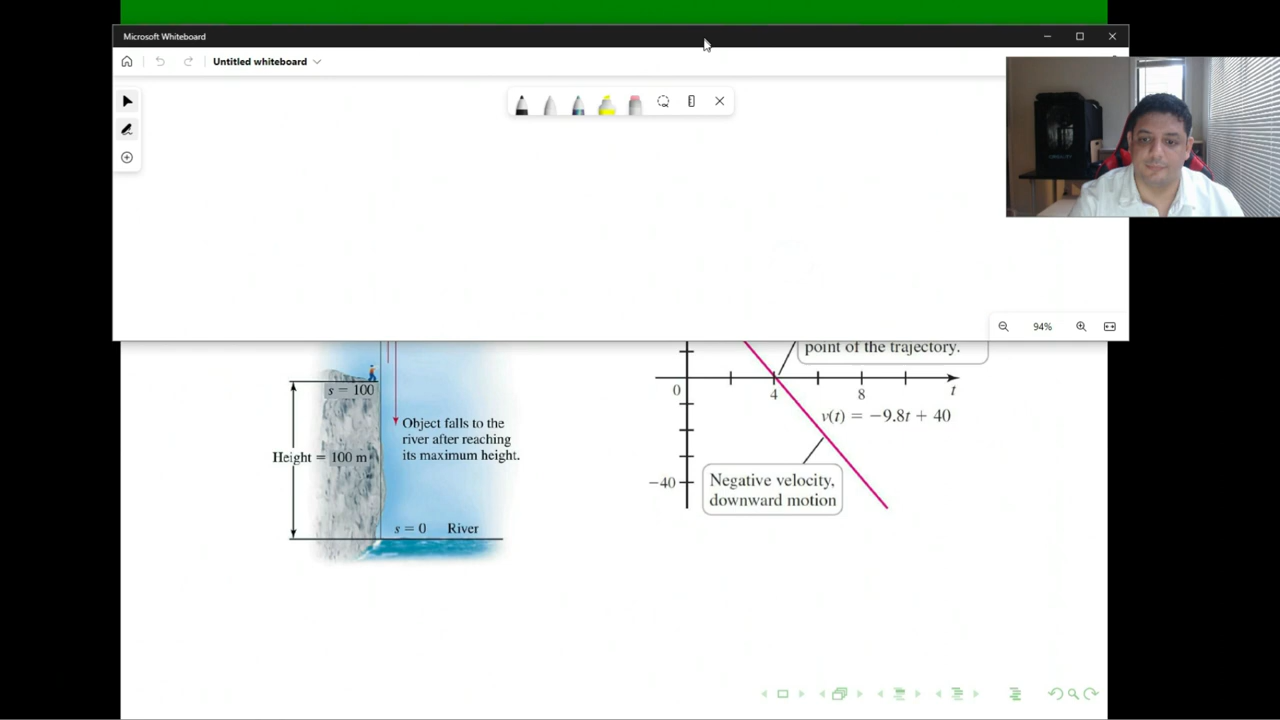 Microsoft Whiteboard
Untitled whiteboard
94%
point of the trajectory.
0
4
8
t
v(t) = −9.8t + 40
s = 100
Object falls to the
river after reaching
its maximum height.
Height = 100 m
−40
Negative velocity,
downward motion
s = 0 River